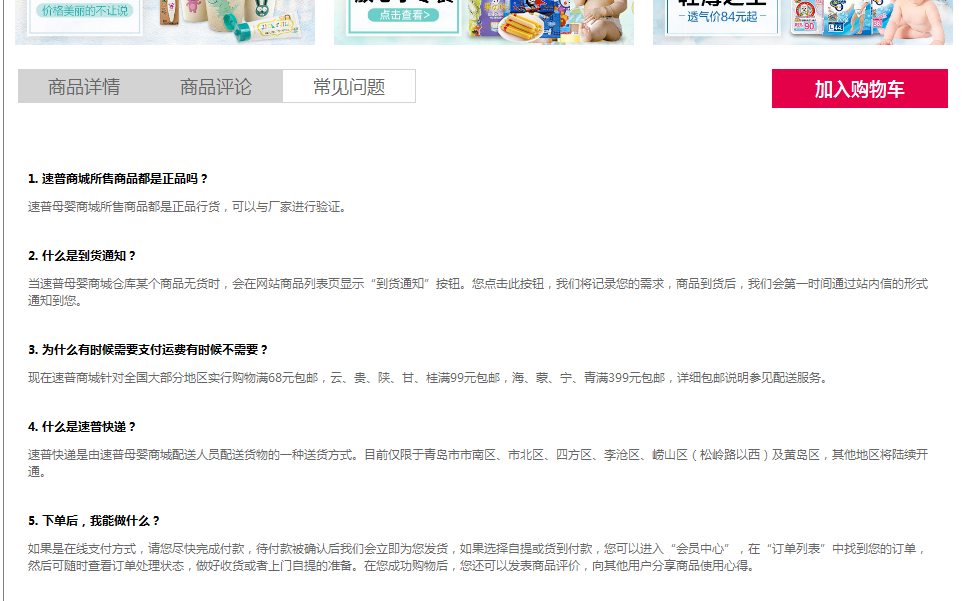 价格美丽的不让说
点击查看>
透气价84元起
商品详情 商品评论 常见问题 加入购物车
1. 速普商城所售商品都是正品吗？
速普母婴商城所售商品都是正品行货，可以与厂家进行验证。
2. 什么是到货通知？
当速普母婴商城仓库某个商品无货时，会在网站商品列表页显示“到货通知”按钮。您点击此按钮，我们将记录您的需求，商品到货后，我们会第一时间通过站内信的形式
通知到您。
3. 为什么有时候需要支付运费有时候不需要？
现在速普商城针对全国大部分地区实行购物满68元包邮，云、贵、陕、甘、桂满99元包邮，海、蒙、宁、青满399元包邮，详细包邮说明参见配送服务。
4. 什么是速普快递？
速普快递是由速普母婴商城配送人员配送货物的一种送货方式。目前仅限于青岛市市南区、市北区、四方区、李沧区、崂山区（松岭路以西）及黄岛区，其他地区将陆续开
通。
5. 下单后，我能做什么？
如果是在线支付方式，请您尽快完成付款，待付款被确认后我们会立即为您发货，如果选择自提或货到付款，您可以进入“会员中心”，在“订单列表”中找到您的订单，
然后可随时查看订单处理状态，做好收货或者上门自提的准备。在您成功购物后，您还可以发表商品评价，向其他用户分享商品使用心得。